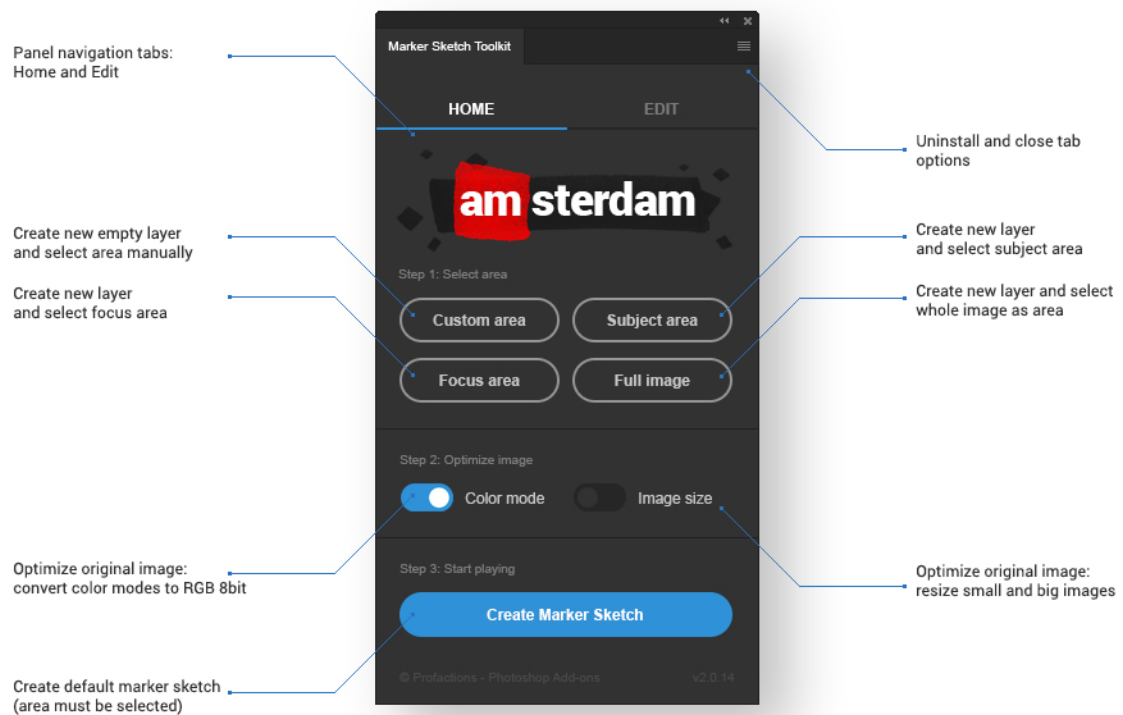 Marker Sketch Toolkit
Panel navigation tabs:
Home and Edit
HOME
EDIT
Uninstall and close tab
options
amsterdam
Create new empty layer
and select area manually
Create new layer
and select subject area
Step 1: Select area
Create new layer
and select focus area
Create new layer and select
whole image as area
Custom area
Subject area
Focus area
Full image
Step 2: Optimize image
Color mode
Image size
Optimize original image:
convert color modes to RGB 8bit
Step 3: Start playing
Optimize original image:
resize small and big images
Create Marker Sketch
© Profactions - Photoshop Add-ons
v2.0.14
Create default marker sketch
(area must be selected)